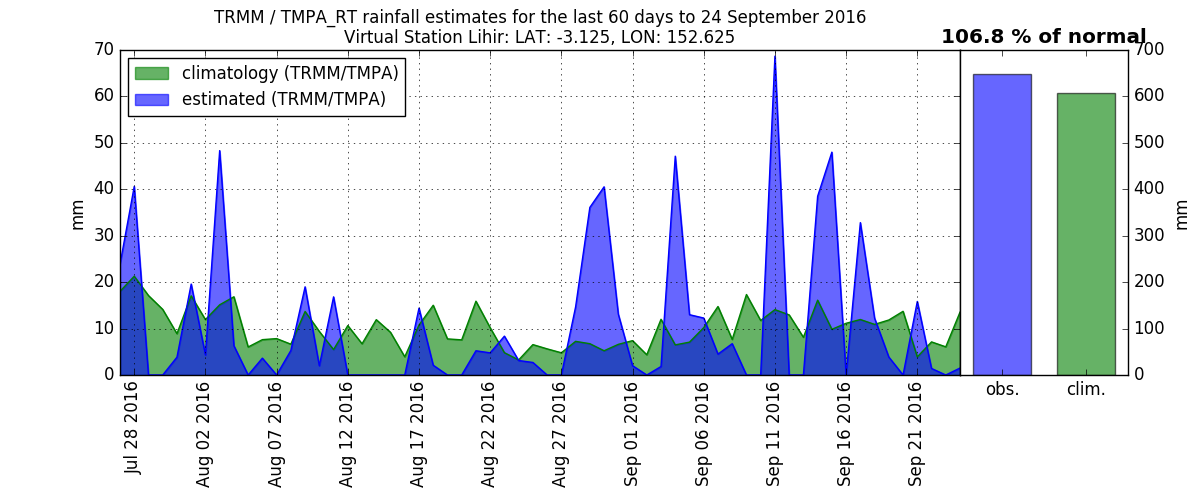 TRMM / TMPA_RT rainfall estimates for the last 60 days to 24 September 2016
Virtual Station Lihir: LAT: -3.125, LON: 152.625
106.8 % of normal
climatology (TRMM/TMPA)
estimated (TRMM/TMPA)
70
60
50
40
30
20
10
0
mm
Jul 28 2016
Aug 02 2016
Aug 07 2016
Aug 12 2016
Aug 17 2016
Aug 22 2016
Aug 27 2016
Sep 01 2016
Sep 06 2016
Sep 11 2016
Sep 16 2016
Sep 21 2016
obs.
clim.
700
600
500
400
300
200
100
0
mm